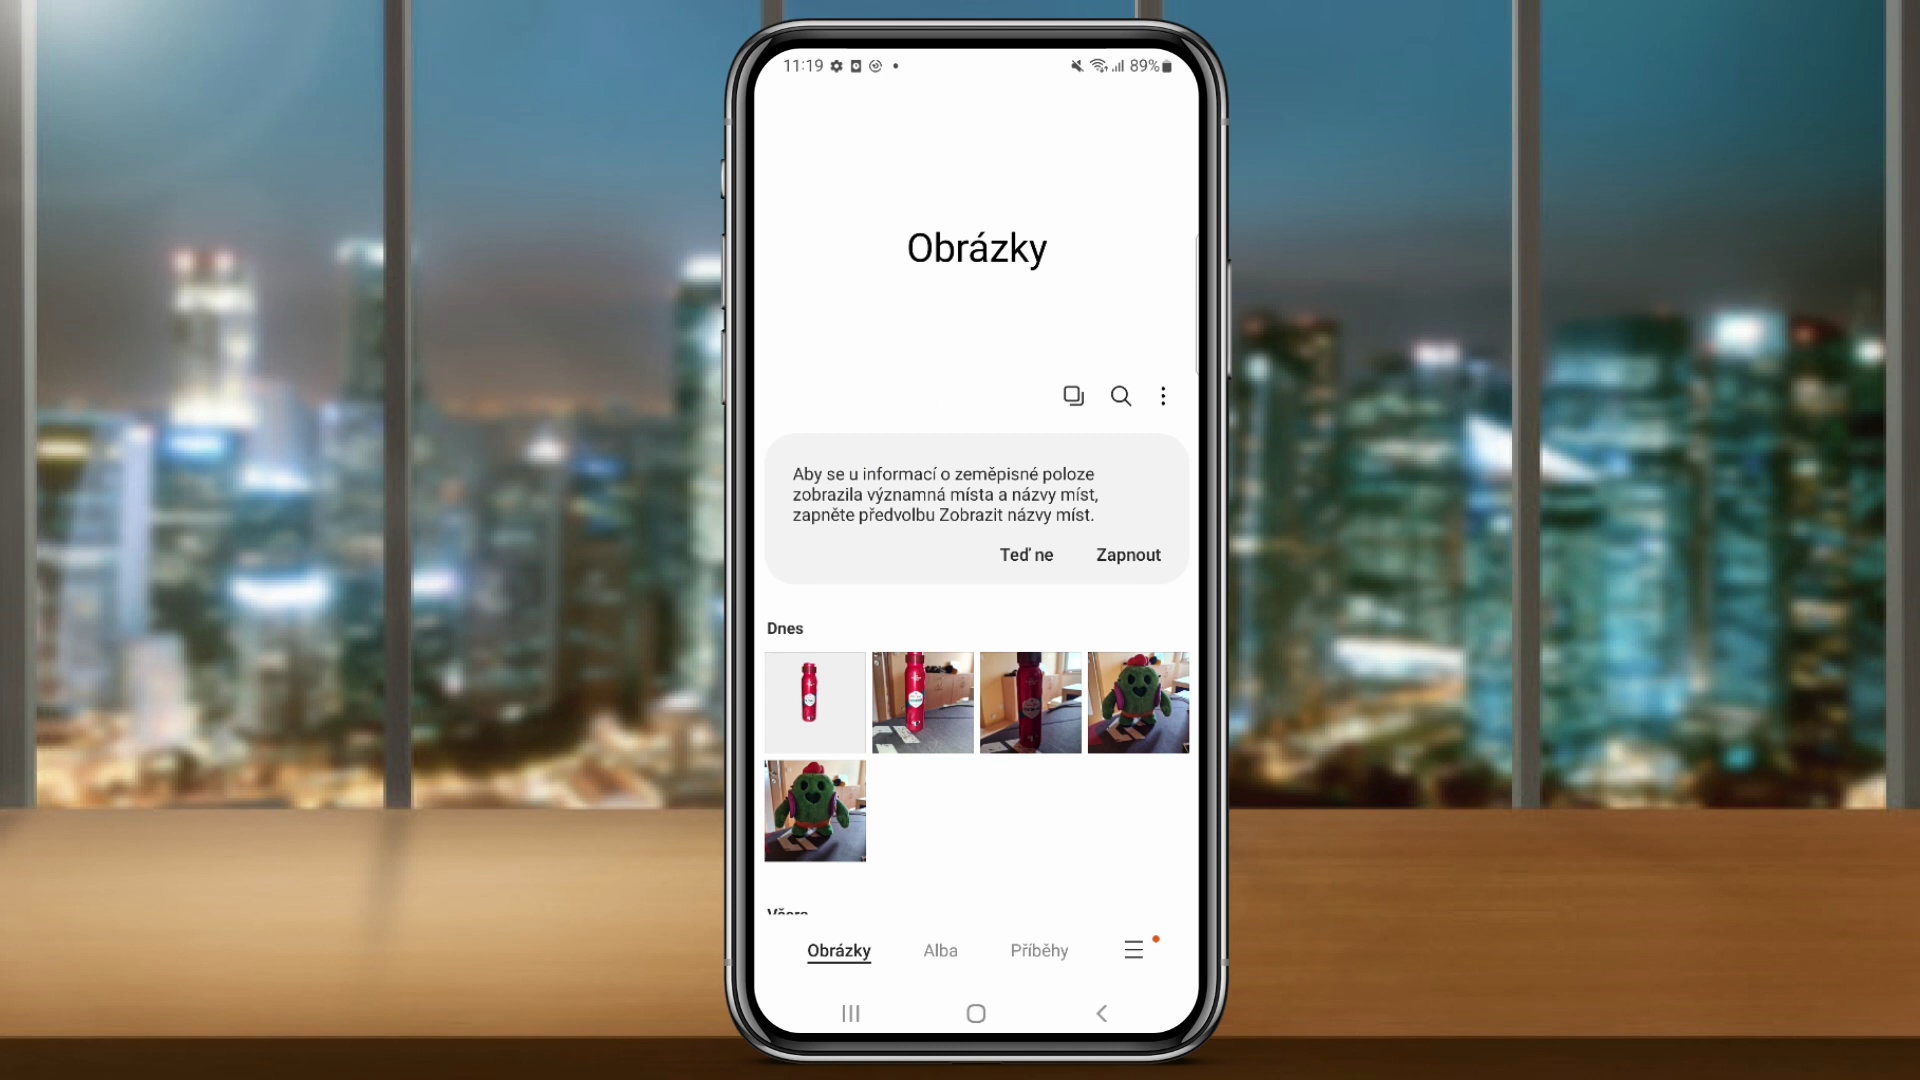 11:19
89%
Obrázky
Aby se u informací o zeměpisné poloze
zobrazila významná místa a názvy míst,
zapněte předvolbu Zobrazit názvy míst.
Teď ne
Zapnout
Dnes
Včera
Obrázky
Alba
Příběhy